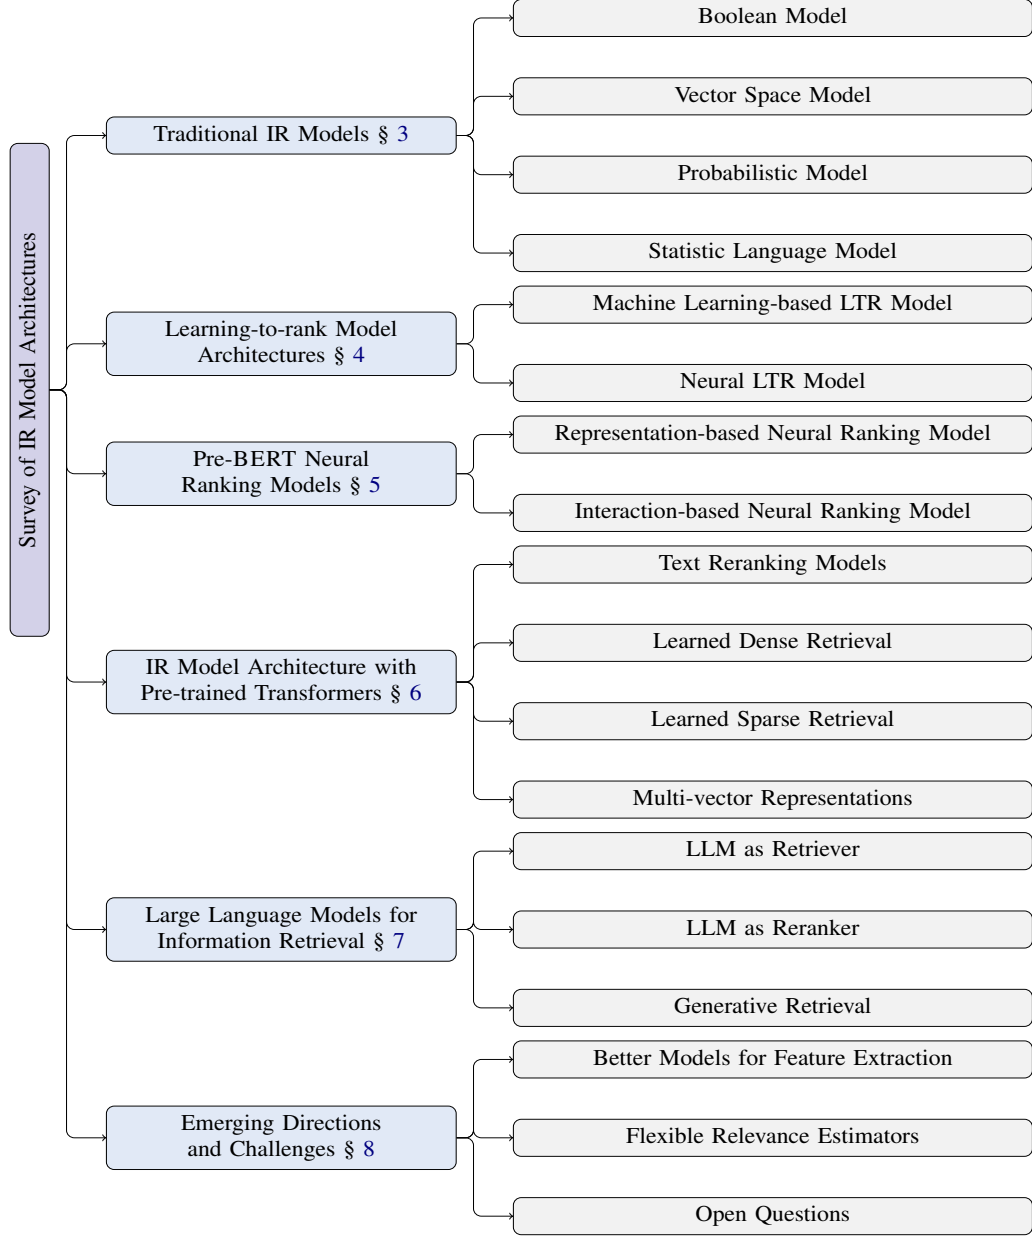 Survey of IR Model Architectures
Traditional IR Models § 3
Boolean Model
Vector Space Model
Probabilistic Model
Statistic Language Model
Learning-to-rank Model
Architectures § 4
Machine Learning-based LTR Model
Neural LTR Model
Pre-BERT Neural
Ranking Models § 5
Representation-based Neural Ranking Model
Interaction-based Neural Ranking Model
IR Model Architecture with
Pre-trained Transformers § 6
Text Reranking Models
Learned Dense Retrieval
Learned Sparse Retrieval
Multi-vector Representations
Large Language Models for
Information Retrieval § 7
LLM as Retriever
LLM as Reranker
Generative Retrieval
Emerging Directions
and Challenges § 8
Better Models for Feature Extraction
Flexible Relevance Estimators
Open Questions